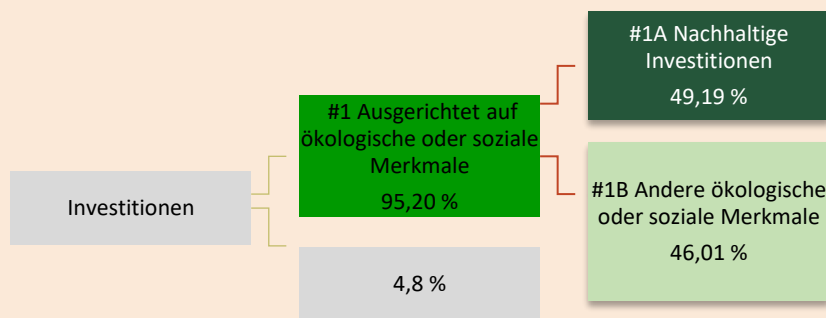 Investitionen
#1 Ausgerichtet auf
ökologische oder soziale
Merkmale
95,20 %
4,8 %
#1A Nachhaltige
Investitionen
49,19 %
#1B Andere ökologische
oder soziale Merkmale
46,01 %